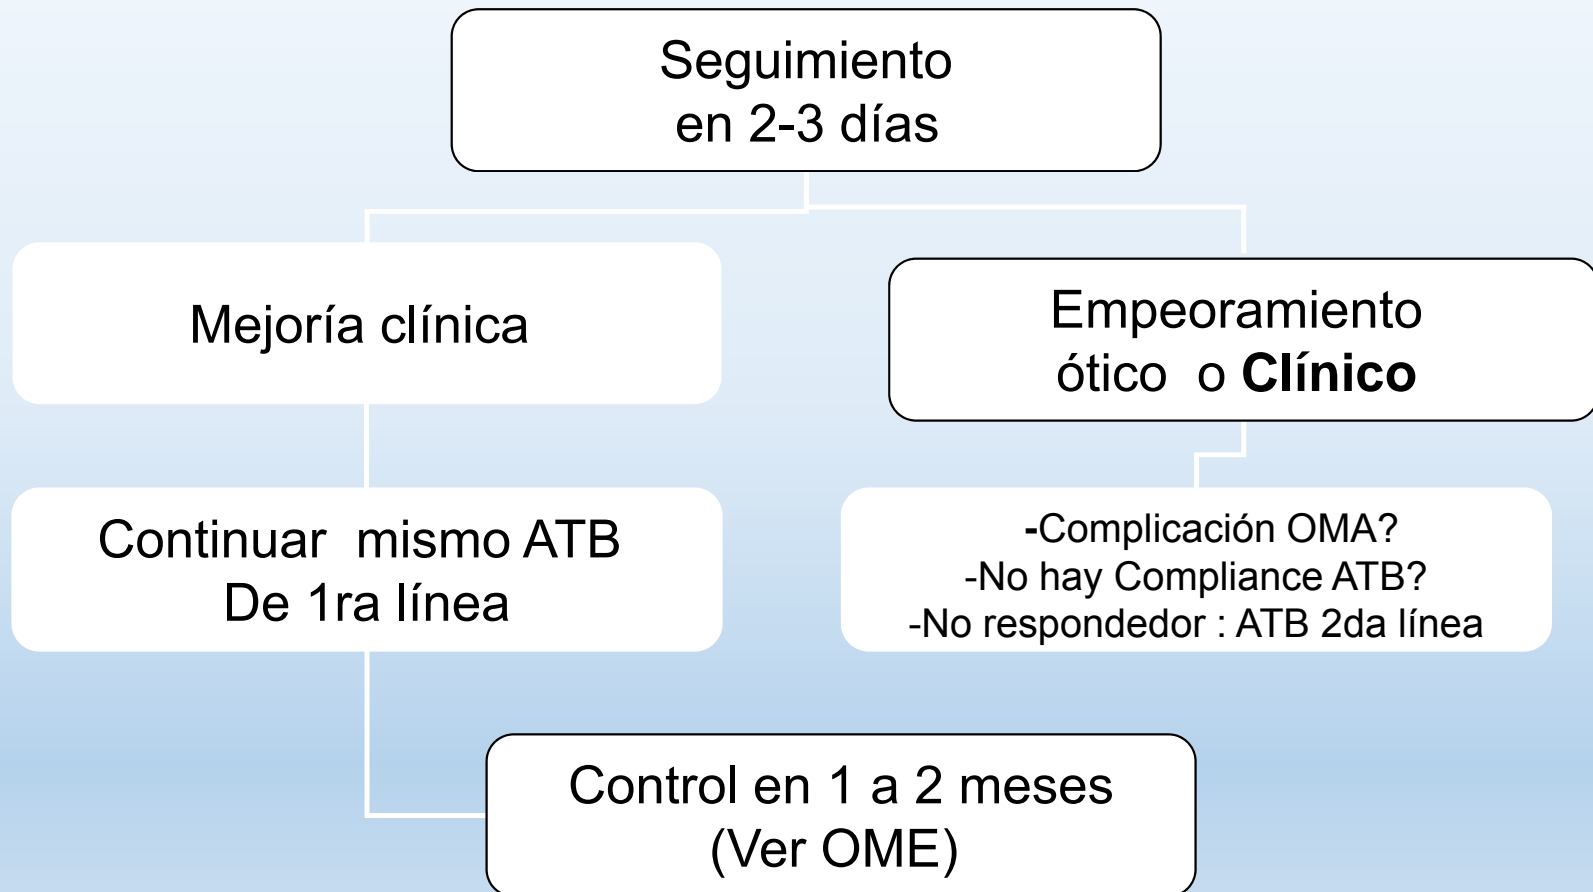 Seguimiento
en 2-3 días
Mejoría clínica
Empeoramiento
ótico o Clínico
Continuar mismo ATB
De 1ra línea
-Complicación OMA?
-No hay Compliance ATB?
-No respondedor : ATB 2da línea
Control en 1 a 2 meses
(Ver OME)